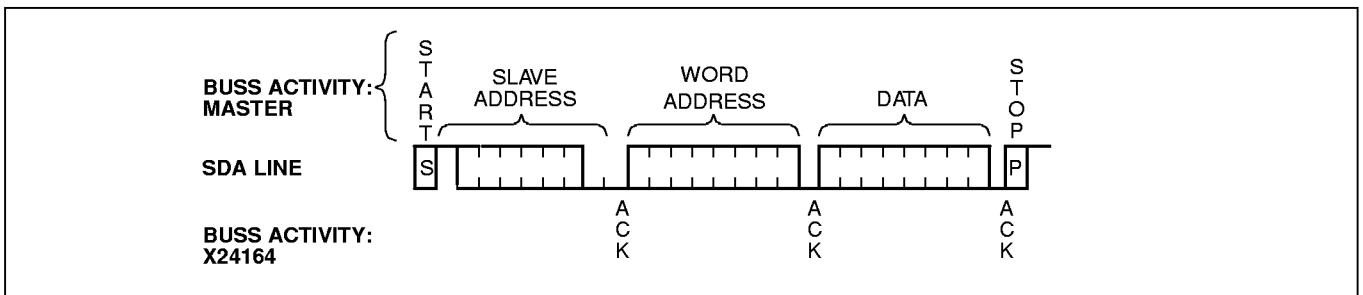 BUSS ACTIVITY:
MASTER
START
SLAVE
ADDRESS
WORD
ADDRESS
DATA
STOP
SDA LINE
S
P
BUSS ACTIVITY:
X24164
ACK
ACK
ACK